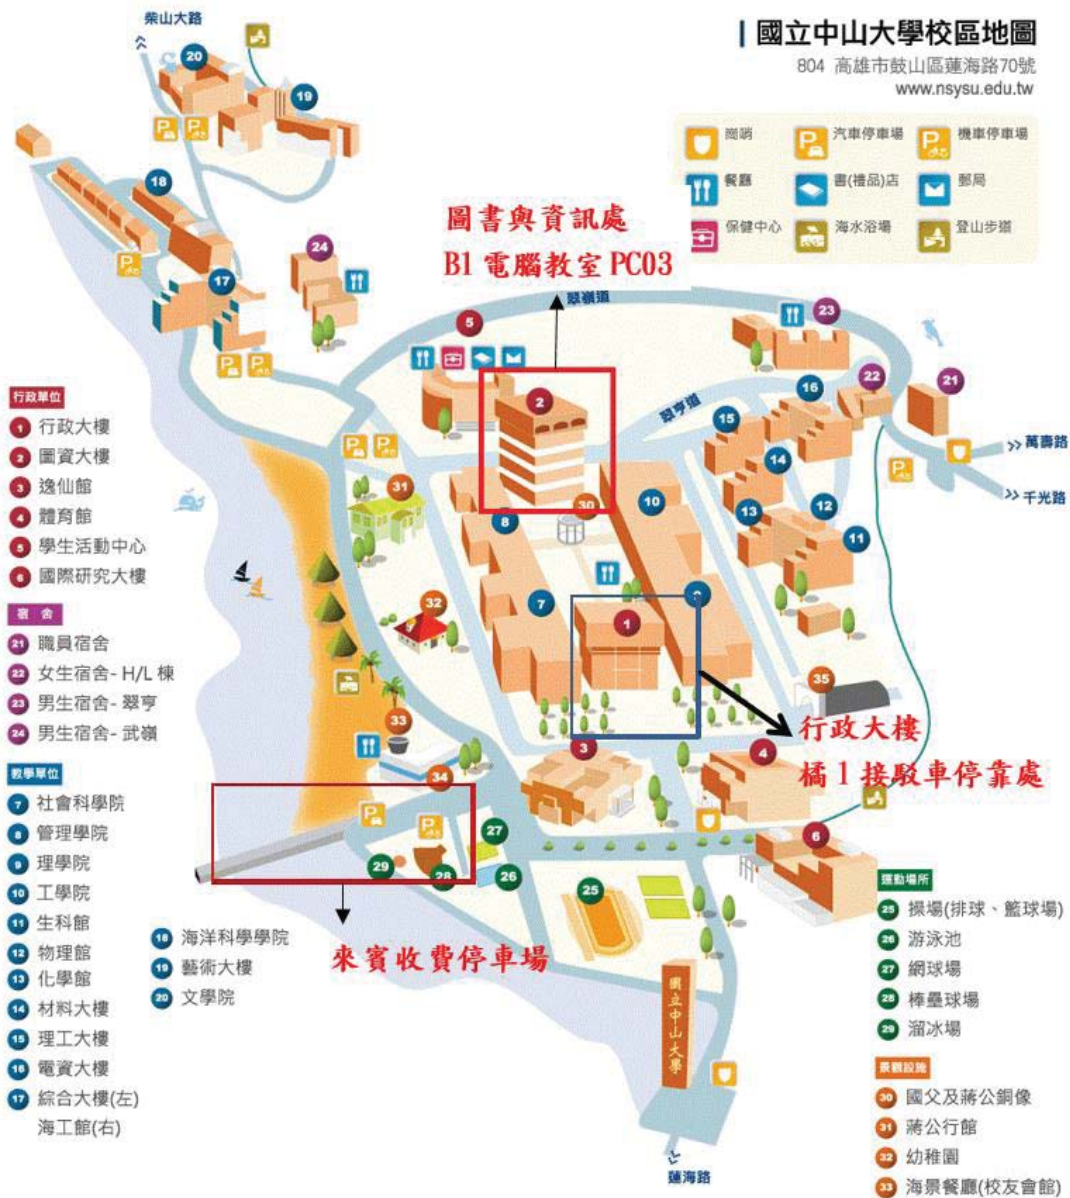 柴山大路
國立中山大學校區地圖
804 高雄市鼓山區蓮海路70號
www.nsysu.edu.tw
崗哨
汽車停車場
機車停車場
餐廳
書(禮品)店
郵局
保健中心
海水浴場
登山步道
圖書與資訊處
B1 電腦教室 PC03
翠嶺道
翠亨道
萬壽路
千光路
行政單位
1 行政大樓
2 圖資大樓
3 逸仙館
4 體育館
5 學生活動中心
6 國際研究大樓
宿 舍
21 職員宿舍
22 女生宿舍- H/L 棟
23 男生宿舍- 翠亨
24 男生宿舍- 武嶺
教學單位
7 社會科學院
8 管理學院
9 理學院
10 工學院
11 生科館
12 物理館
13 化學館
14 材料大樓
15 理工大樓
16 電資大樓
17 綜合大樓(左)
海工館(右)
18 海洋科學學院
19 藝術大樓
20 文學院
行政大樓
橘 1 接駁車停靠處
來賓收費停車場
國立中山大學
蓮海路
運動場所
25 操場(排球、籃球場)
26 游泳池
27 網球場
28 棒壘球場
29 溜冰場
景觀設施
30 國父及蔣公銅像
31 蔣公行館
32 幼稚園
33 海景餐廳(校友會館)